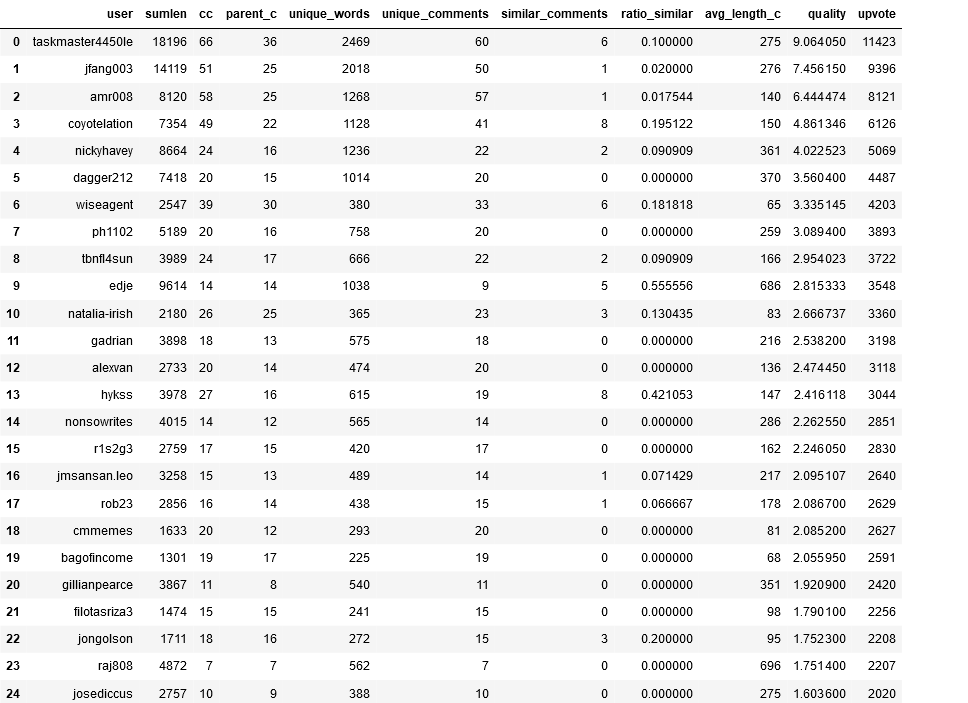 user sumlen cc parent_c unique_words unique_comments similar_comments ratio_similar avg_length_c quality upvote
0 taskmaster4450le 18196 66 36 2469 60 6 0.100000 275 9.064050 11423
1 jfang003 14119 51 25 2018 50 1 0.020000 276 7.456150 9396
2 amr008 8120 58 25 1268 57 1 0.017544 140 6.444474 8121
3 coyotelation 7354 49 22 1128 41 8 0.195122 150 4.861346 6126
4 nickyhavey 8664 24 16 1236 22 2 0.090909 361 4.022523 5069
5 dagger212 7418 20 15 1014 20 0 0.000000 370 3.560400 4487
6 wiseagent 2547 39 30 380 33 6 0.181818 65 3.335145 4203
7 ph1102 5189 20 16 758 20 0 0.000000 259 3.089400 3893
8 tbnfl4sun 3989 24 17 666 22 2 0.090909 166 2.954023 3722
9 edje 9614 14 14 1038 9 5 0.555556 686 2.815333 3548
10 natalia-irish 2180 26 25 365 23 3 0.130435 83 2.666737 3360
11 gadrian 3898 18 13 575 18 0 0.000000 216 2.538200 3198
12 alexvan 2733 20 14 474 20 0 0.000000 136 2.474450 3118
13 hykss 3978 27 16 615 19 8 0.421053 147 2.416118 3044
14 nonsowrites 4015 14 12 565 14 0 0.000000 286 2.262550 2851
15 r1s2g3 2759 17 15 420 17 0 0.000000 162 2.246050 2830
16 jmsansan.leo 3258 15 13 489 14 1 0.071429 217 2.095107 2640
17 rob23 2856 16 14 438 15 1 0.066667 178 2.086700 2629
18 cmmemes 1633 20 12 293 20 0 0.000000 81 2.085200 2627
19 bagofincome 1301 19 17 225 19 0 0.000000 68 2.055950 2591
20 gillianpearce 3867 11 8 540 11 0 0.000000 351 1.920900 2420
21 filotasriza3 1474 15 15 241 15 0 0.000000 98 1.790100 2256
22 jongolson 1711 18 16 272 15 3 0.200000 95 1.752300 2208
23 raj808 4872 7 7 562 7 0 0.000000 696 1.751400 2207
24 josediccus 2757 10 9 388 10 0 0.000000 275 1.603600 2020